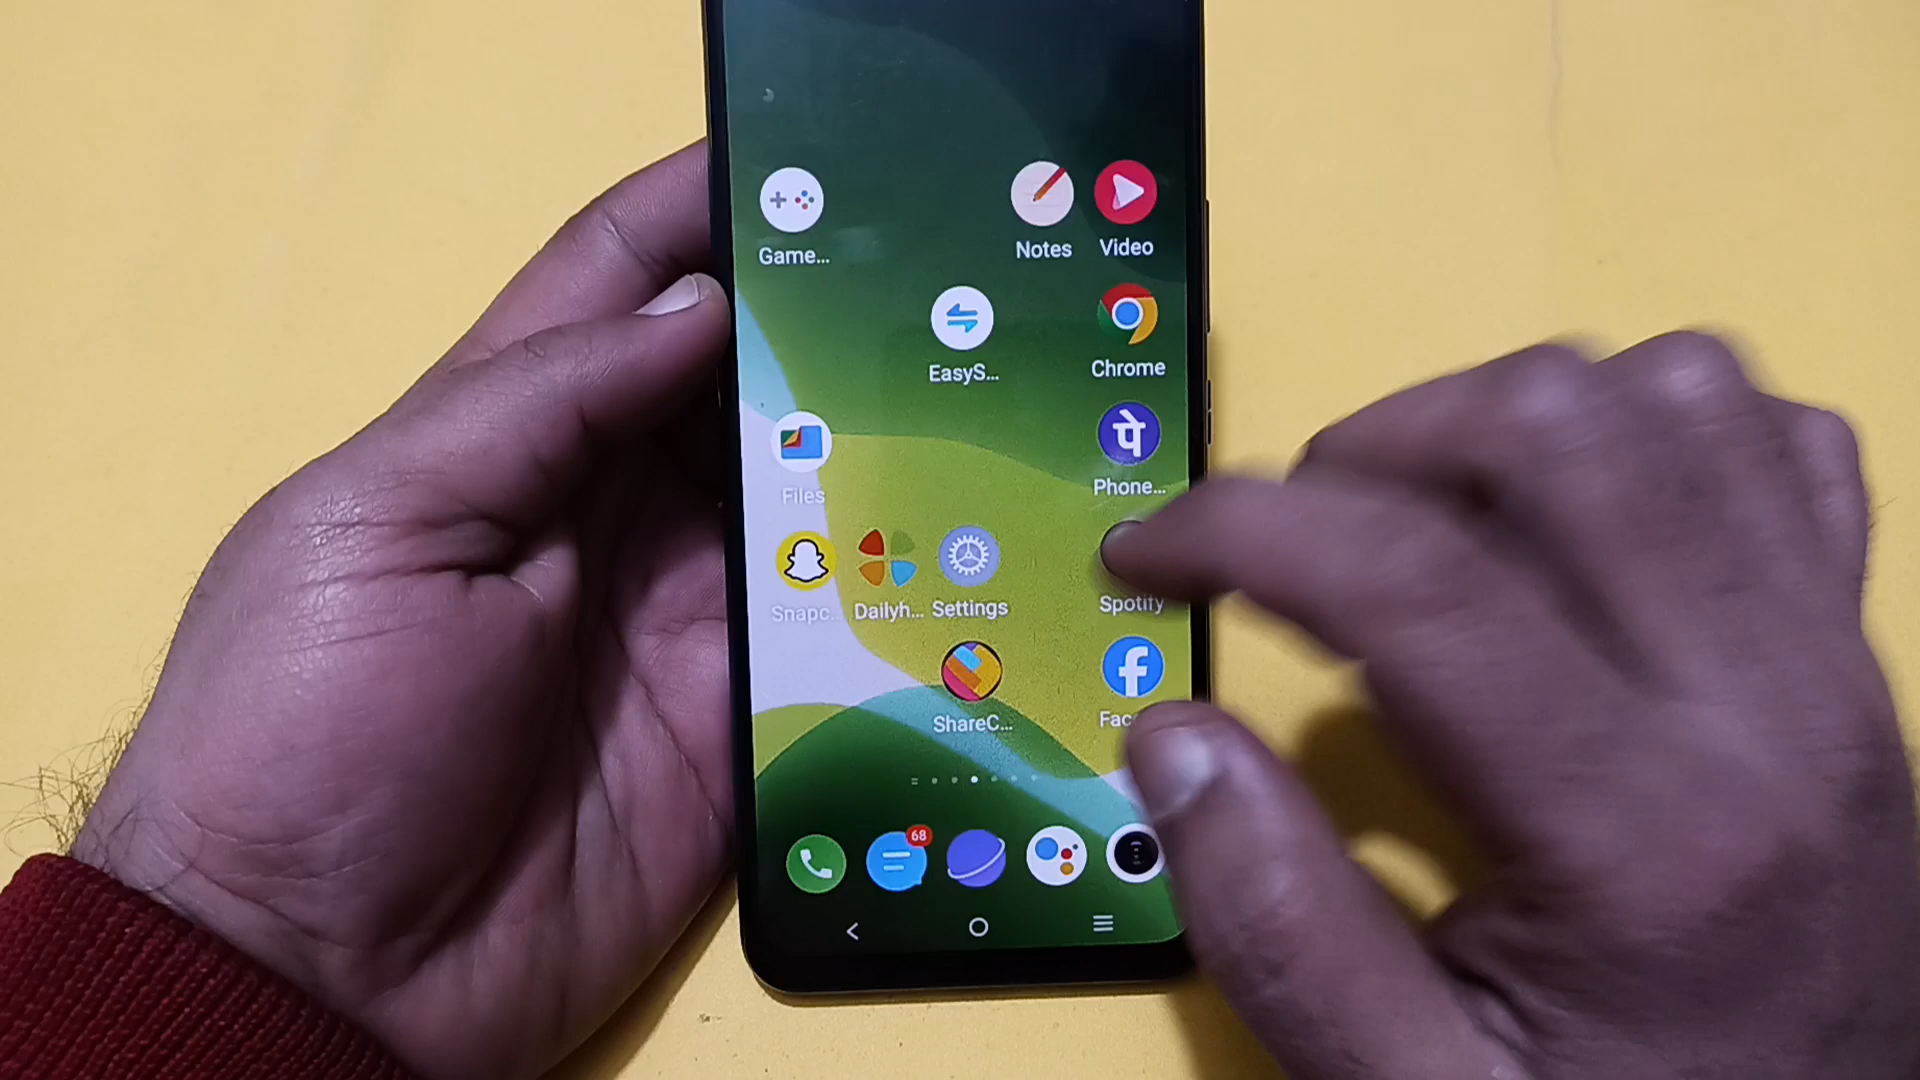 Game...
Notes
Video
EasyS...
Chrome
Files
पे
Phone...
Snapc..
Dailyh...
Settings
Spotify
f
ShareC...
Fac
68